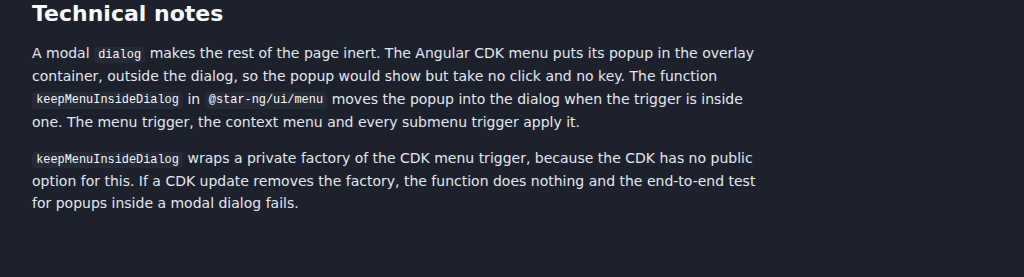 Technical notes
A modal dialog makes the rest of the page inert. The Angular CDK menu puts its popup in the overlay
container, outside the dialog, so the popup would show but take no click and no key. The function
keepMenuInsideDialog in @star-ng/ui/menu moves the popup into the dialog when the trigger is inside
one. The menu trigger, the context menu and every submenu trigger apply it.
keepMenuInsideDialog wraps a private factory of the CDK menu trigger, because the CDK has no public
option for this. If a CDK update removes the factory, the function does nothing and the end-to-end test
for popups inside a modal dialog fails.